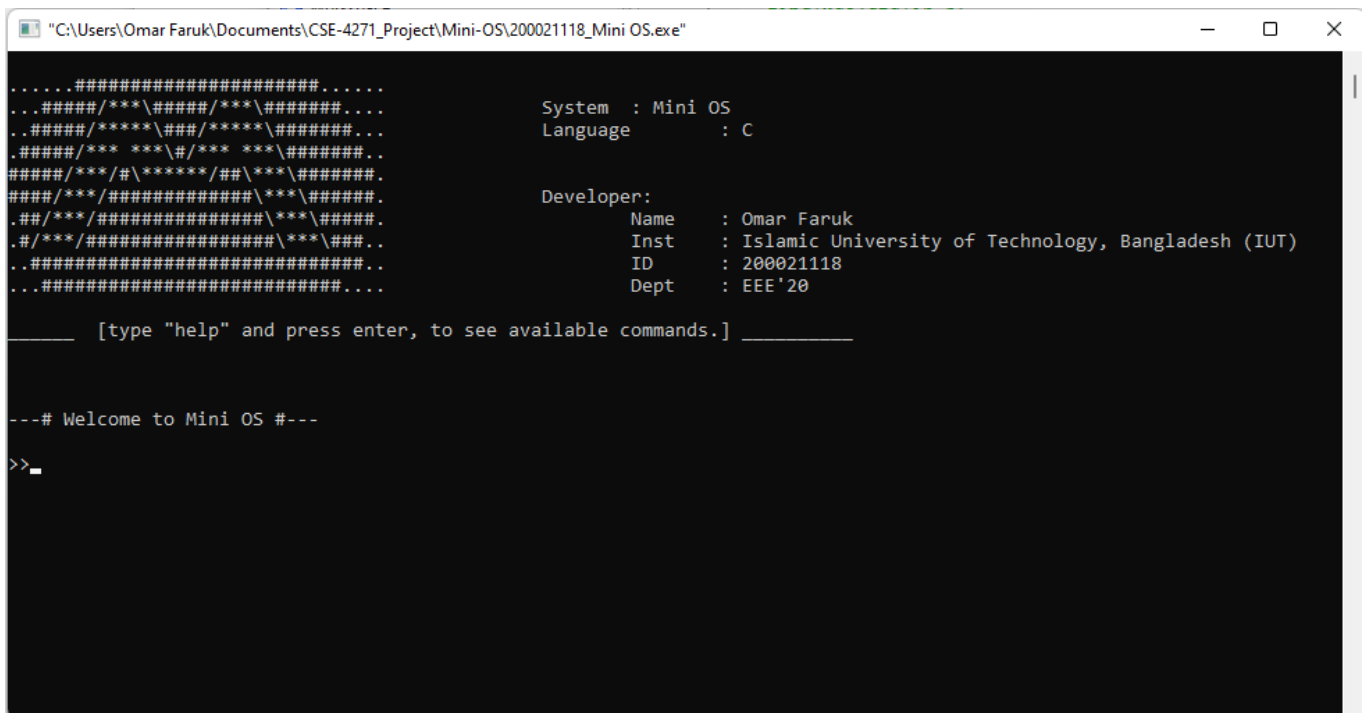 "C:\Users\Omar Faruk\Documents\CSE-4271_Project\Mini-OS\200021118_Mini OS.exe"
......######################......
...#####/***\#####/***\#######....    System  : Mini OS
..#####/*****\###/*****\#######...    Language        : C
.#####/*** ***\#/*** ***\#######..
#####/***/#\******/##\***\#######.
####/***/#############\***\######.    Developer:
.##/***/###############\***\#####.    Name    : Omar Faruk
.#/***/#################\***\###..    Inst    : Islamic University of Technology, Bangladesh (IUT)
..##############################..    ID      : 200021118
...###########################....    Dept    : EEE'20
______  [type "help" and press enter, to see available commands.] __________
---# Welcome to Mini OS #---
>>_